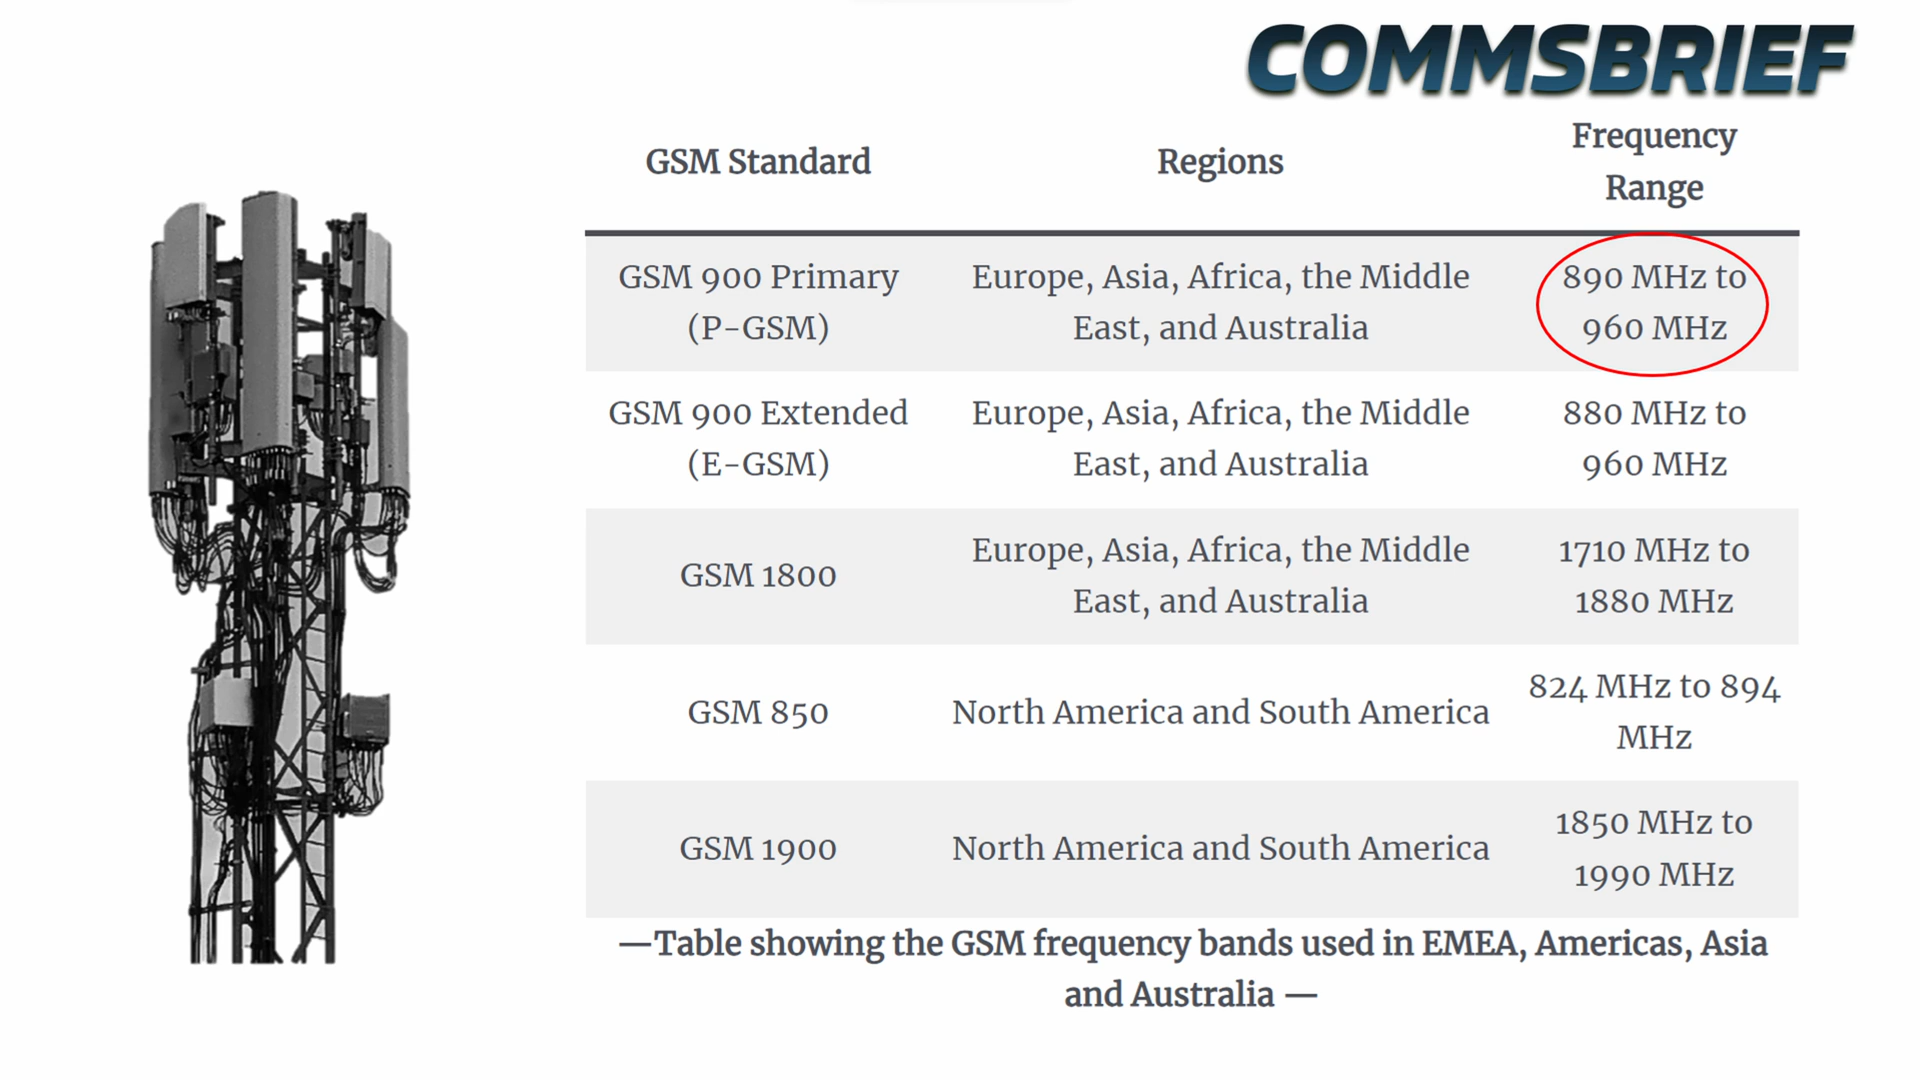 COMMSBRIEF
GSM Standard
Regions
Frequency
Range
GSM 900 Primary
(P-GSM)
Europe, Asia, Africa, the Middle
East, and Australia
890 MHz to
960 MHz
GSM 900 Extended
(E-GSM)
Europe, Asia, Africa, the Middle
East, and Australia
880 MHz to
960 MHz
GSM 1800
Europe, Asia, Africa, the Middle
East, and Australia
1710 MHz to
1880 MHz
GSM 850
North America and South America
824 MHz to 894
MHz
GSM 1900
North America and South America
1850 MHz to
1990 MHz
—Table showing the GSM frequency bands used in EMEA, Americas, Asia
and Australia —